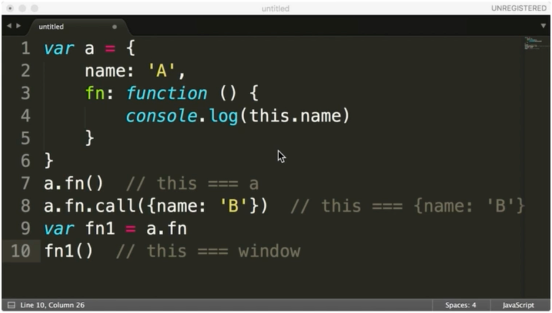 untitled
UNREGISTERED
untitled
1 var a = {
2     name: 'A',
3     fn: function () {
4         console.log(this.name)
5     }
6 }
7 a.fn()  // this === a
8 a.fn.call({name: 'B'})  // this === {name: 'B'}
9 var fn1 = a.fn
10 fn1()  // this === window
Line 10, Column 26
Spaces: 4
JavaScript